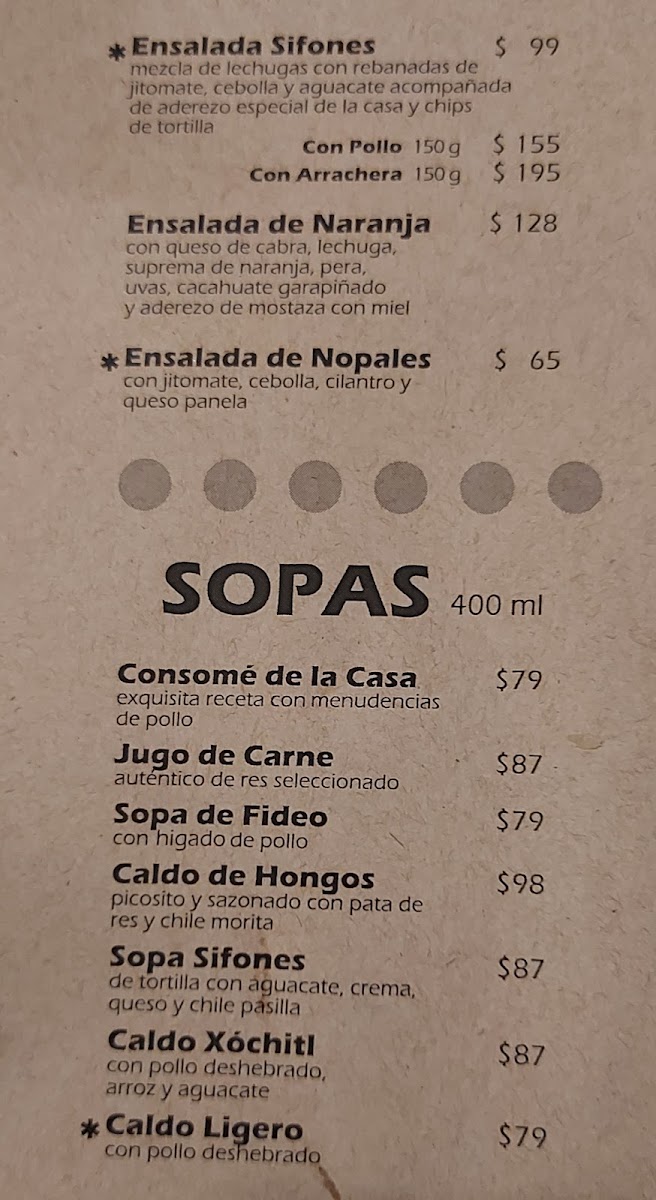 * Ensalada Sifones $ 99
mezcla de lechugas con rebanadas de
jitomate, cebolla y aguacate acompañada
de aderezo especial de la casa y chips
de tortilla
Con Pollo 150 g $ 155
Con Arrachera 150 g $ 195
Ensalada de Naranja $ 128
con queso de cabra, lechuga,
suprema de naranja, pera,
uvas, cacahuate garapiñado
y aderezo de mostaza con miel
* Ensalada de Nopales $ 65
con jitomate, cebolla, cilantro y
queso panela
SOPAS 400 ml
Consomé de la Casa $79
exquisita receta con menudencias
de pollo
Jugo de Carne $87
auténtico de res seleccionado
Sopa de Fideo $79
con higado de pollo
Caldo de Hongos $98
picosito y sazonado con pata de
res y chile morita
Sopa Sifones $87
de tortilla con aguacate, crema,
queso y chile pasilla
Caldo Xóchitl $87
con pollo deshebrado,
arroz y aguacate
* Caldo Ligero $79
con pollo deshebrado